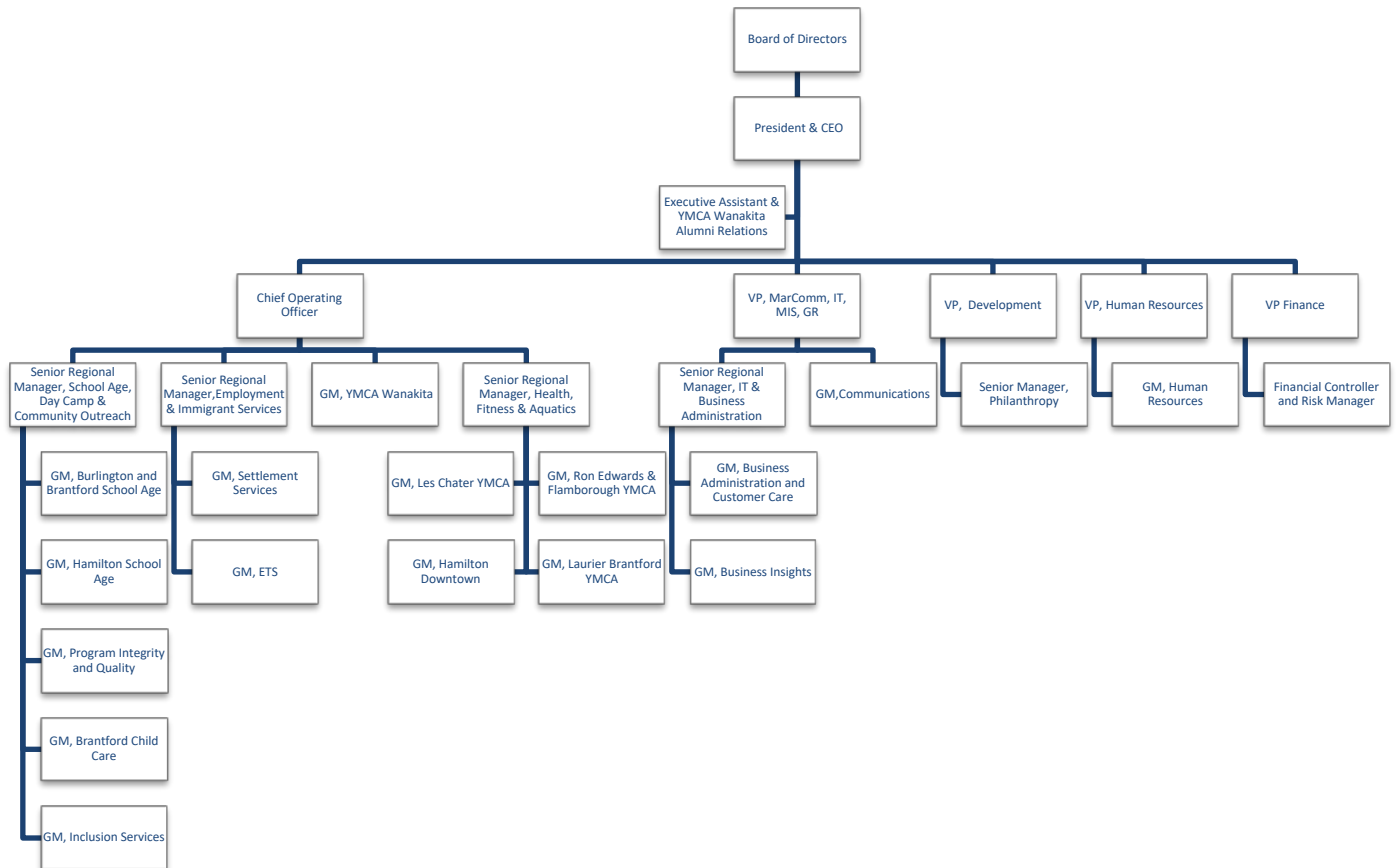 Board of Directors
President & CEO
Executive Assistant &
YMCA Wanakita
Alumni Relations
Chief Operating
Officer
VP, MarComm, IT,
MIS, GR
VP,  Development
VP, Human Resources
VP Finance
Senior Regional
Manager, School Age,
Day Camp &
Community Outreach
Senior Regional
Manager,Employment
& Immigrant Services
GM, YMCA Wanakita
Senior Regional
Manager, Health,
Fitness & Aquatics
Senior Regional
Manager, IT &
Business
Administration
GM,Communications
Senior Manager,
Philanthropy
GM, Human
Resources
Financial Controller
and Risk Manager
GM, Burlington and
Brantford School Age
GM, Settlement
Services
GM, Les Chater YMCA
GM, Ron Edwards &
Flamborough YMCA
GM, Business
Administration and
Customer Care
GM, Hamilton School
Age
GM, ETS
GM, Hamilton
Downtown
GM, Laurier Brantford
YMCA
GM, Business Insights
GM, Program Integrity
and Quality
GM, Brantford Child
Care
GM, Inclusion Services